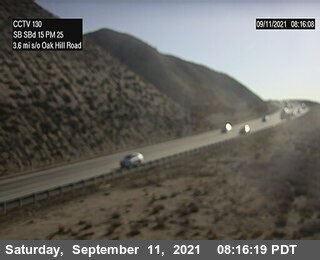 CCTV 130
SB SBd 15 PM 25
3.6 mi s/o Oak Hill Road
09/11/2021 08:16:08
Saturday, September 11, 2021 08:16:19 PDT